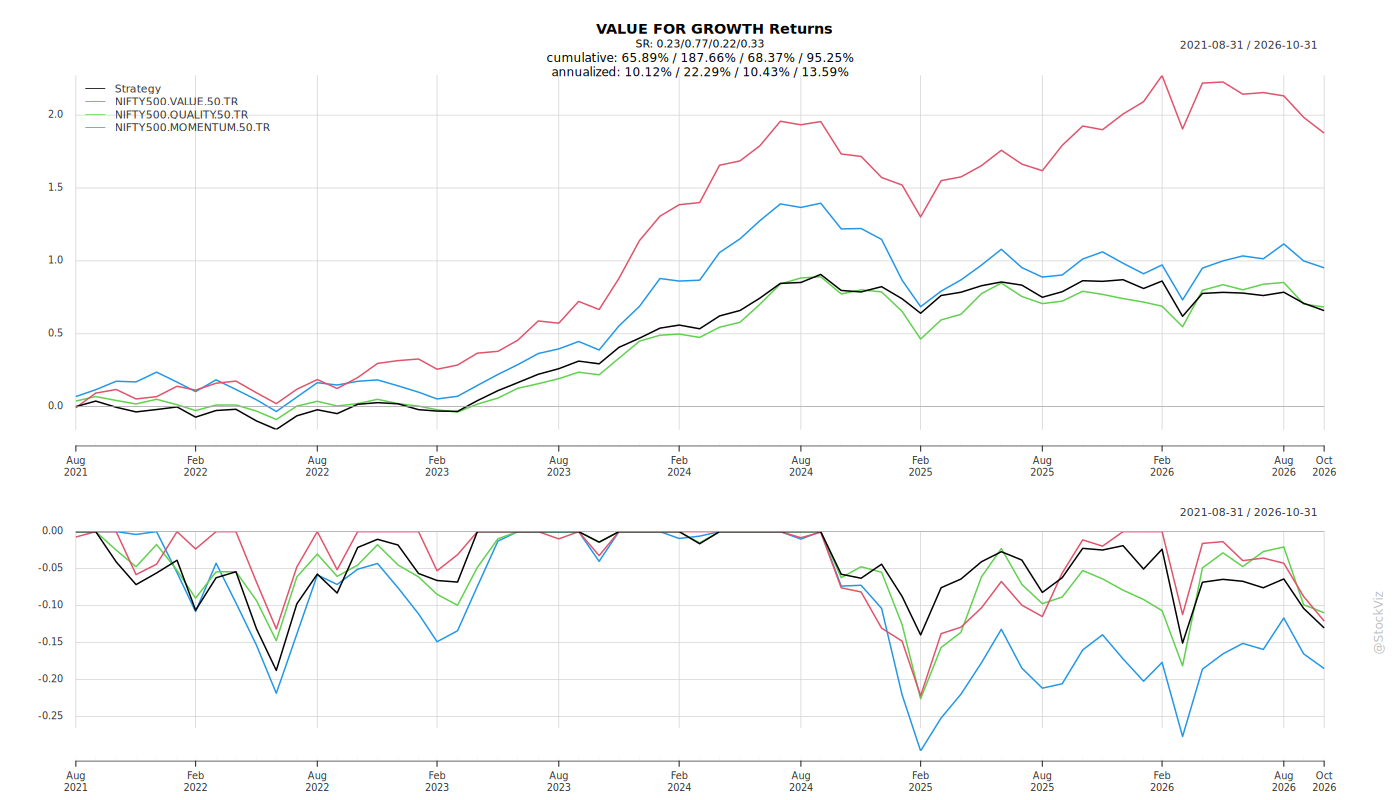 VALUE FOR GROWTH Returns
SR: 0.23/0.77/0.22/0.33
cumulative: 65.89% / 187.66% / 68.37% / 95.25%
annualized: 10.12% / 22.29% / 10.43% / 13.59%
2021-08-31 / 2026-10-31
Strategy
NIFTY500.VALUE.50.TR
NIFTY500.QUALITY.50.TR
NIFTY500.MOMENTUM.50.TR
2.0
1.5
1.0
0.5
0.0
Aug Feb Aug Feb Aug Feb Aug Feb Aug Feb Aug Oct
2021 2022 2022 2023 2023 2024 2024 2025 2025 2026 2026 2026
2021-08-31 / 2026-10-31
0.00
-0.05
-0.10
-0.15
-0.20
-0.25
Aug Feb Aug Feb Aug Feb Aug Feb Aug Feb Aug Oct
2021 2022 2022 2023 2023 2024 2024 2025 2025 2026 2026 2026
@StockViz